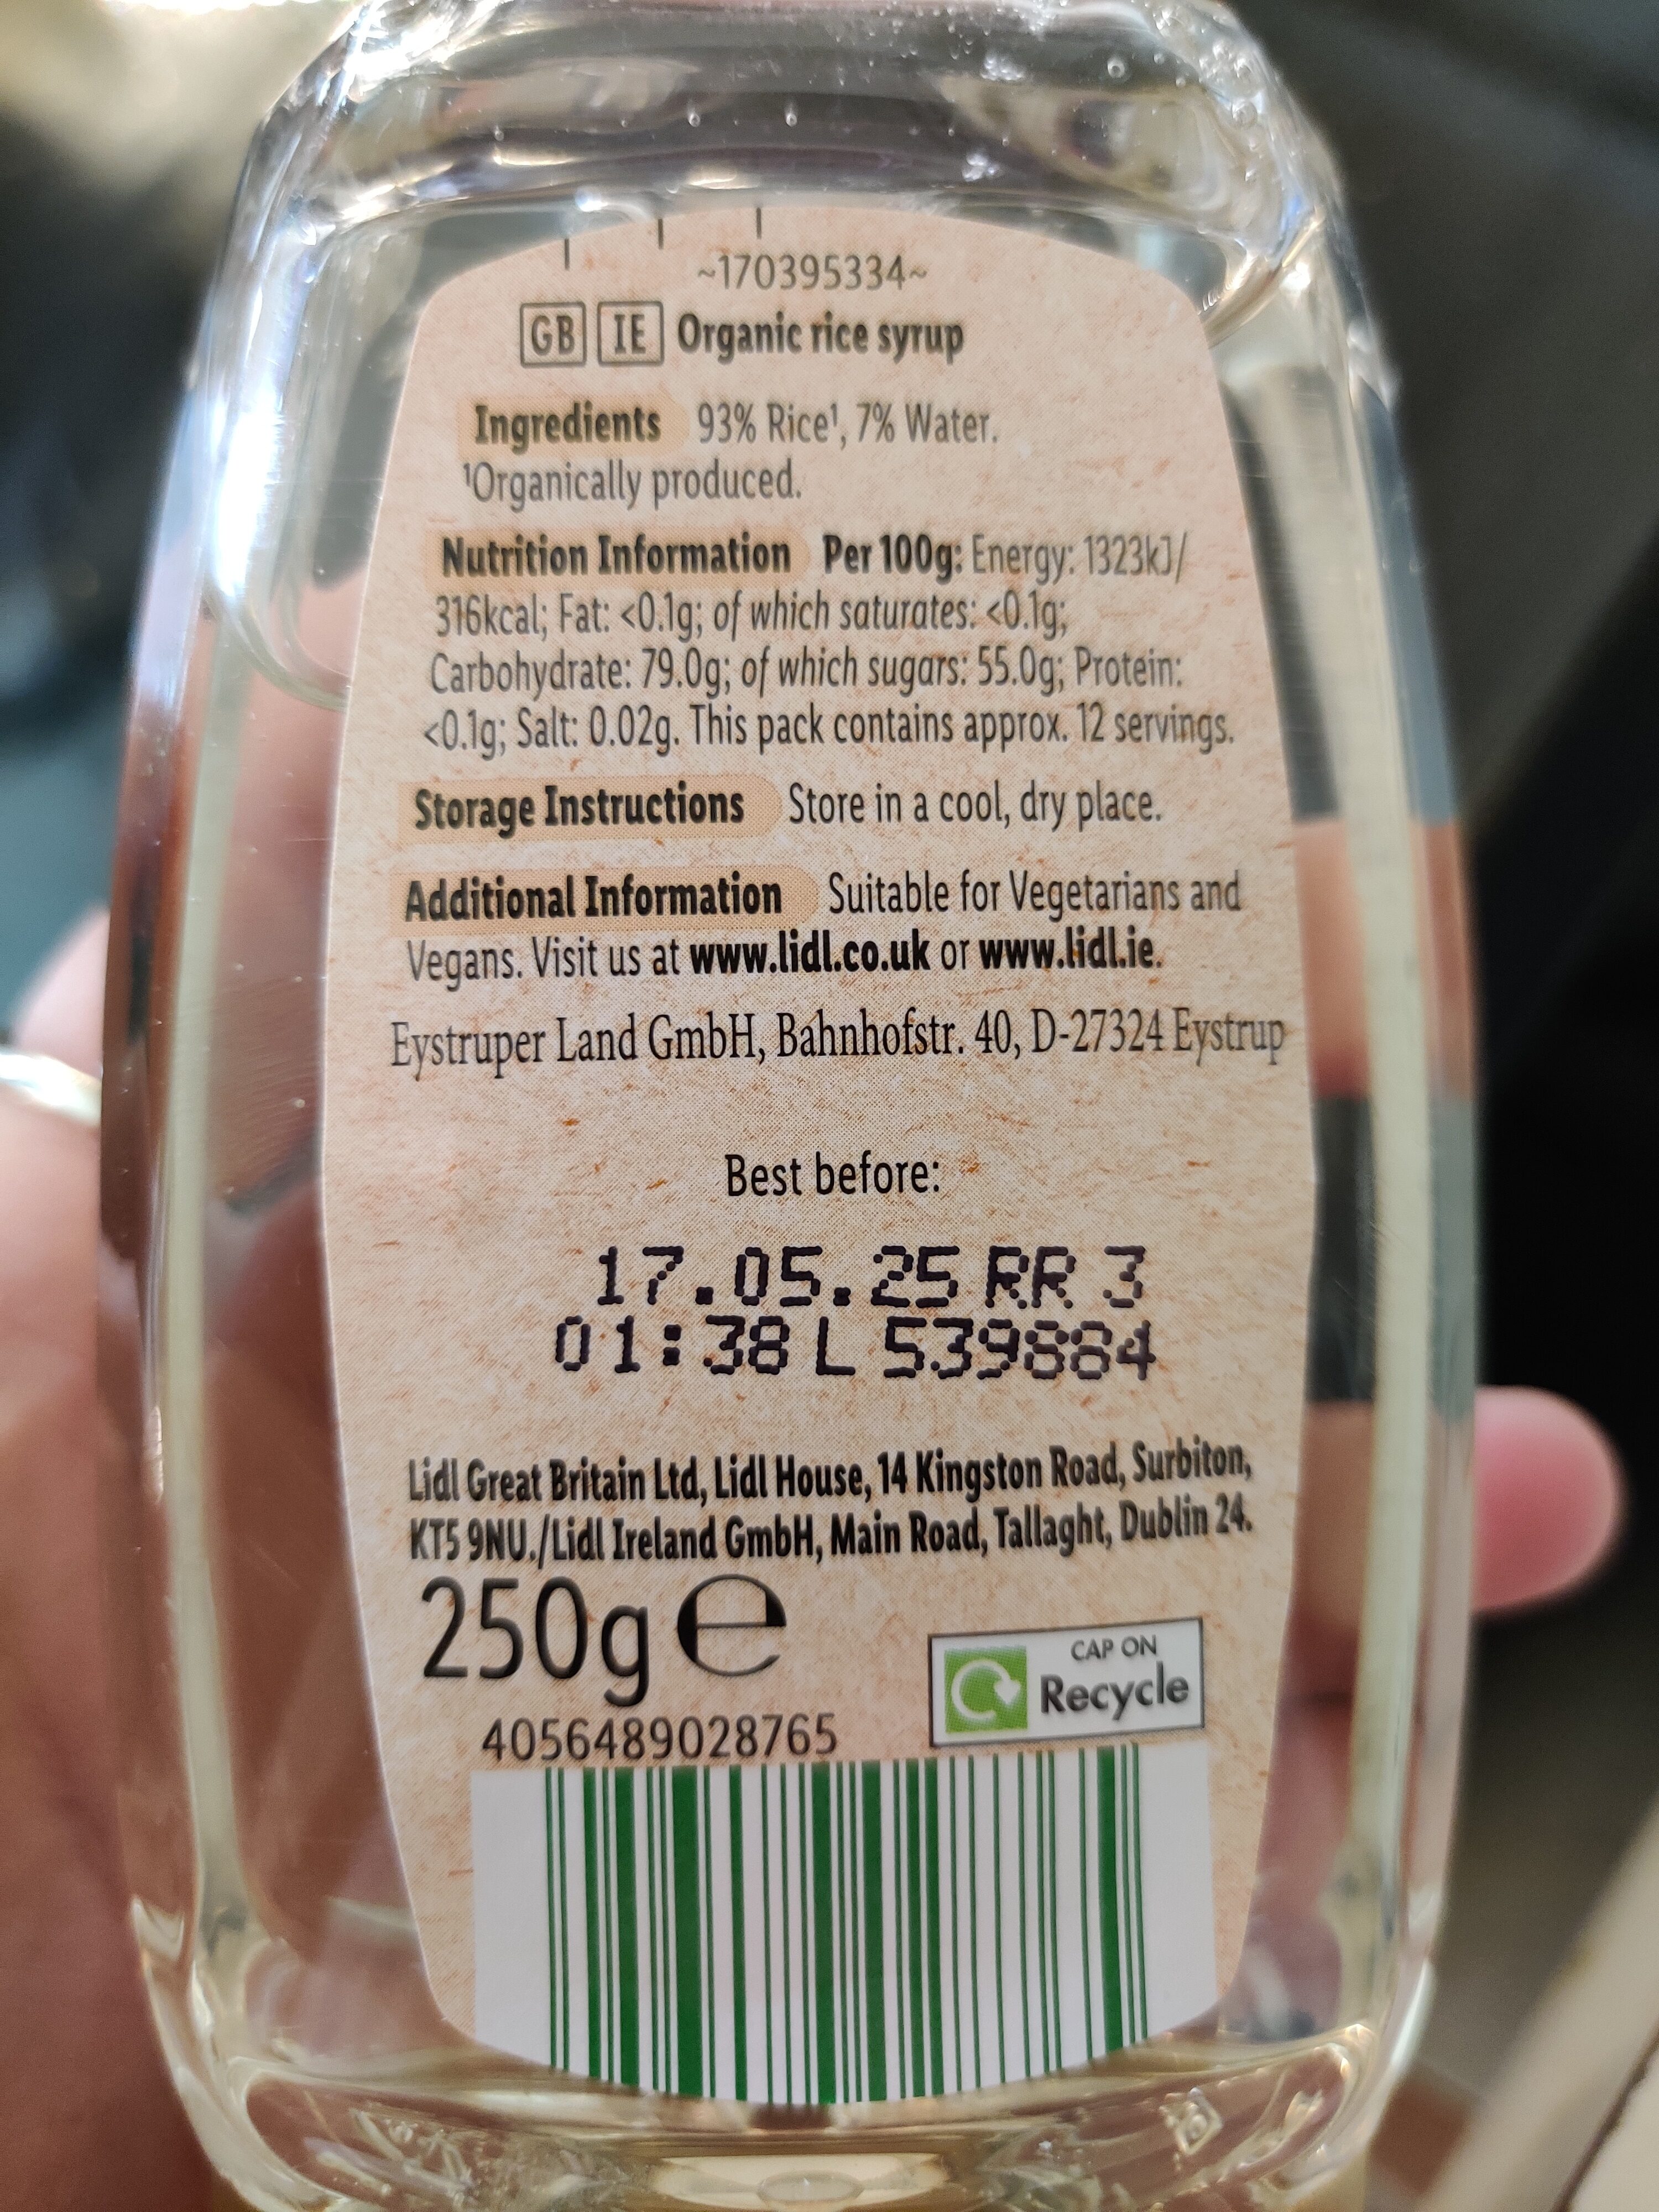 ~170395334~
GB IE Organic rice syrup
Ingredients 93% Rice¹, 7% Water.
¹Organically produced.
Nutrition Information Per 100g: Energy: 1323kJ/
316kcal; Fat: <0.1g; of which saturates: <0.1g;
Carbohydrate: 79.0g; of which sugars: 55.0g; Protein:
<0.1g; Salt: 0.02g. This pack contains approx. 12 servings.
Storage Instructions Store in a cool, dry place.
Additional Information Suitable for Vegetarians and
Vegans. Visit us at www.lidl.co.uk or www.lidl.ie.
Eystruper Land GmbH, Bahnhofstr. 40, D-27324 Eystrup
Best before:
17.05.25 RR 3
01:38 L 539884
Lidl Great Britain Ltd, Lidl House, 14 Kingston Road, Surbiton,
KT5 9NU./Lidl Ireland GmbH, Main Road, Tallaght, Dublin 24.
250g e
CAP ON
Recycle
4056489028765